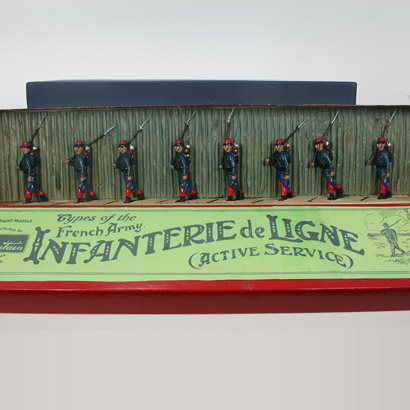 Types of the
French Army.
INFANTERIE de LIGNE
(ACTIVE SERVICE)